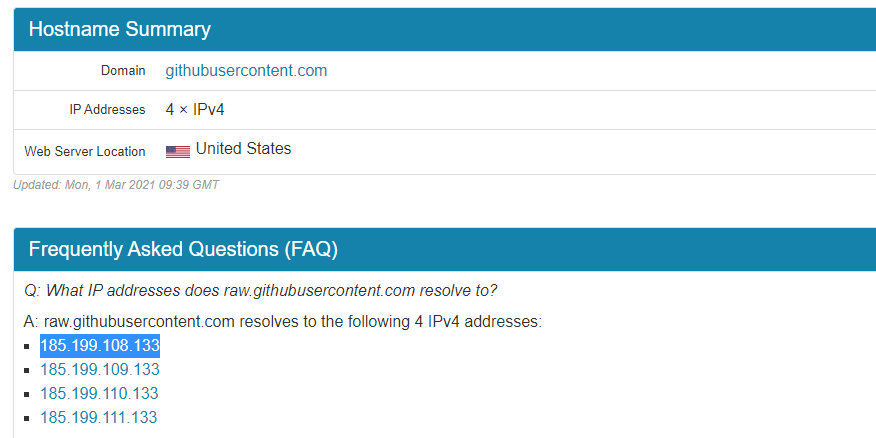 Hostname Summary
Domain githubusercontent.com
IP Addresses 4 × IPv4
Web Server Location United States
Updated: Mon, 1 Mar 2021 09:39 GMT
Frequently Asked Questions (FAQ)
Q: What IP addresses does raw.githubusercontent.com resolve to?
A: raw.githubusercontent.com resolves to the following 4 IPv4 addresses:
185.199.108.133
185.199.109.133
185.199.110.133
185.199.111.133